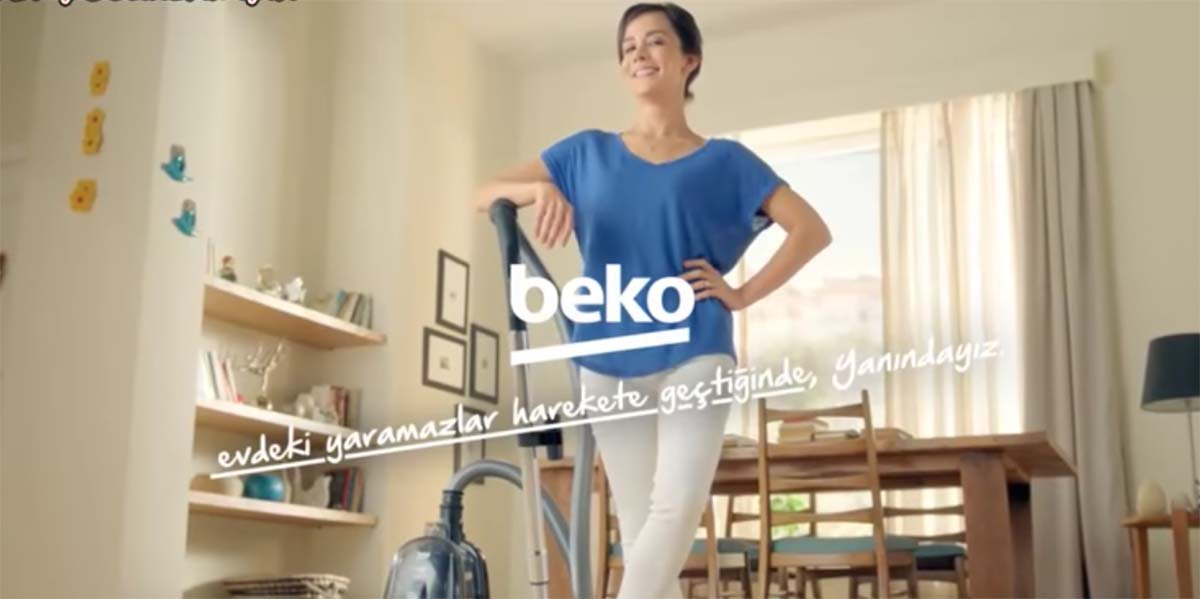 beko
evdeki yaramazlar harekete geçtiğinde, Yanındayız.